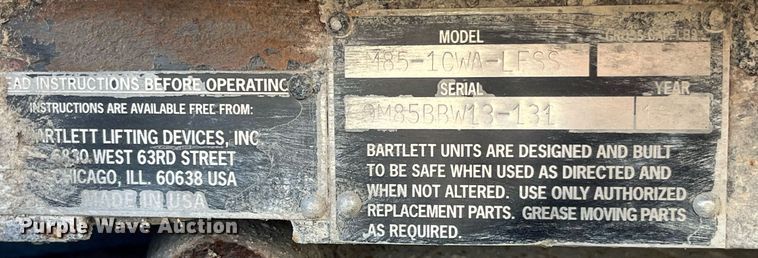 EAD INSTRUCTIONS BEFORE OPERATING
INSTRUCTIONS ARE AVAILABLE FREE FROM:
ARTLETT LIFTING DEVICES, INC
6830 WEST 63RD STREET
CHICAGO, ILL. 60638 USA
MADE IN USA
MODEL
M85-1CWA-LFSS
SERIAL YEAR
9M85BBW13-131
BARTLETT UNITS ARE DESIGNED AND BUILT
TO BE SAFE WHEN USED AS DIRECTED AND
WHEN NOT ALTERED. USE ONLY AUTHORIZED
REPLACEMENT PARTS. GREASE MOVING PARTS
AS REQUIRED.
Purple Wave Auction